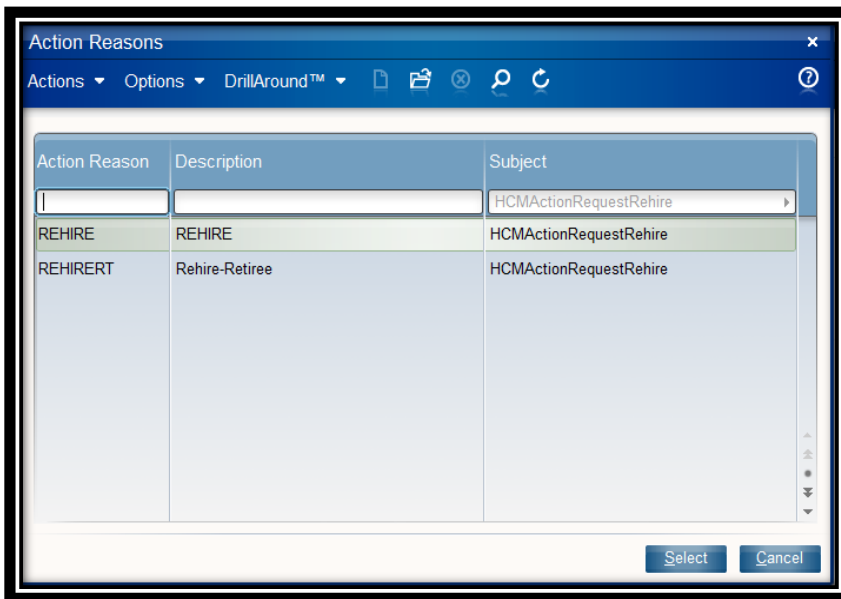 Action Reasons
Actions Options DrillAround™
Action Reason Description Subject
HCMActionRequestRehire
REHIRE REHIRE HCMActionRequestRehire
REHIRERT Rehire-Retiree HCMActionRequestRehire
Select Cancel